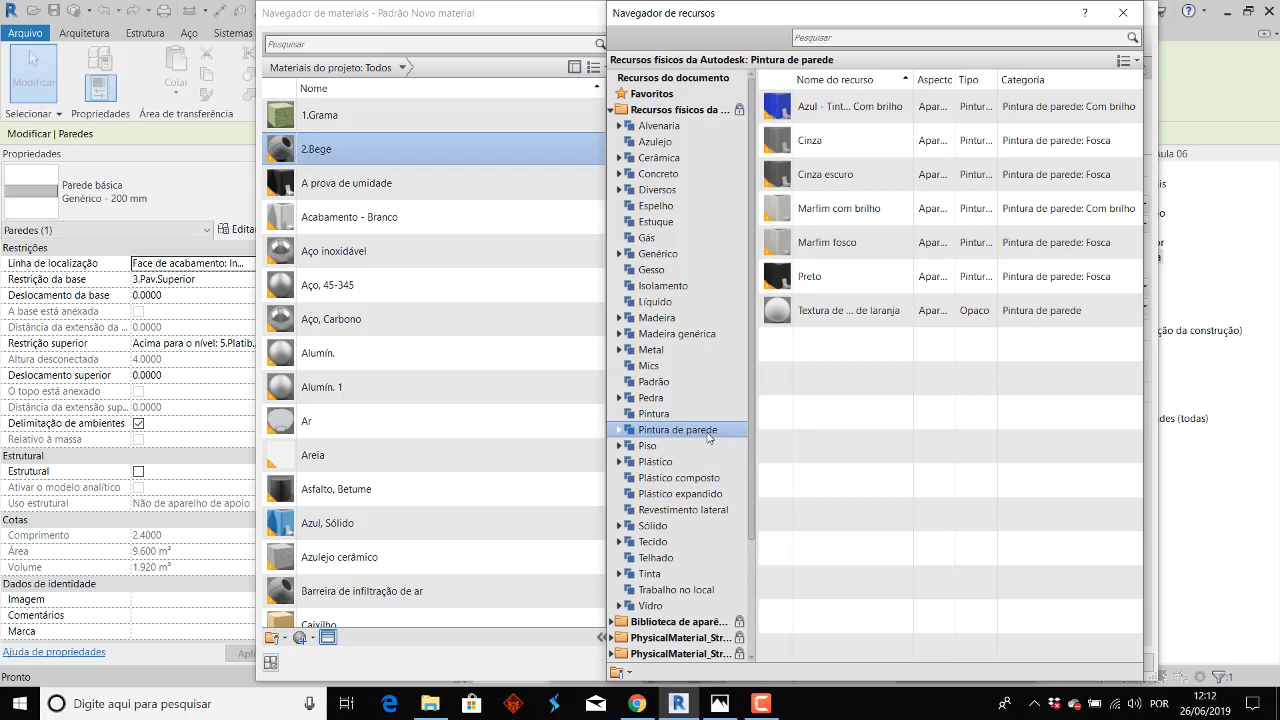 Arquivo Arquitetura Estrutura Aço Sistemas
Modificar
Colar
Selecionar
Propriedades
Área de transferência
Modificar | Paredes
Propriedades
Parede básica
Genérico - 200 mm
Paredes (1)
Editar
Restrições
Linha de lo... Face de acabamento: In...
Restrição da base 3.Pav.Superior
Deslocamento da base 0.0000
A base está anexada
Distância da extensão da ...
Restrição superior Acima para o nível: 5.Platib...
Altura desconectada 4.0000
Deslocamento superior 0.0000
O topo está anexado
Distância da extensão sup... 0.0000
Delimitação de ambientes
Relativo à massa
Estrutural
Estrutural
Ativar o modelo analítico
Uso estrutural Não de aparelho de apoio
Cotas
Comprimento 2.4000
Área 9.600 m²
Volume 1.920 m³
Dados de identidade
Imagem
Comentários
Marca
Ajuda de propriedades
Apli
Pronto
Navegador de materiais - Padrão Novo material
Pesquisar
Materiais do projeto: Todos
Nome
1.Grama
2.Bege
A prova de umidade
Acabamento - Branco
Aço inoxidável
Aço, 45-345
Aço, Carbono
Alumín.
Alumín. 1
Ar
Areia
Asfalto, Betume
Azul, Sólido
Azulejo cerâmico
Barreira de infiltração de ar
Caixilho
Navegador de recursos
?
Pesquisar
Recursos físicos da Autodesk: Pintura de parede
Recursos do documento
Favoritos
Recursos físicos da ...
Alvenaria
Azulejo
Cerâmica
Concreto
Diversos
Espelho
Estuque
Gás
Genérico
Gesso
Isolamento
Líquido
Madeira
Madeira genérica
Metal
Mics
Padrão
Pedra
Pintura
Pintura de parede
Piso
Plástico
Plástico composto
Plástico expandido
Revestimento lateral
Sólido
Tecido
Telhado
Tinta
Trabalho no local
Vidro
Biblioteca de aparê...
PhysicalMaterial_Str...
PhysicalMaterial_Str...
Nome do recurso Aspecto Tipo Categoria
Azul - Tint... Com brilho Apar... Pintur... Pintura de parede: Com brilho
Cinza Apar... Pintur... Pintura de parede: Fosca
Cinza escuro Apar... Pintur... Pintura de parede: Fosca
Marfim com brilho Apar... Pintur... Pintura de parede: Com brilho
Marfim fosco Apar... Pintur... Pintura de parede: Fosca
Preto Apar... Pintur... Pintura de parede: Fosca
Textura de ... de laranja Apar... Opaco Pintura de parede
Aula 06
ção da construção)
des (todas)
:1
Digite aqui para pesquisar
POR
12:12
26/06/2019